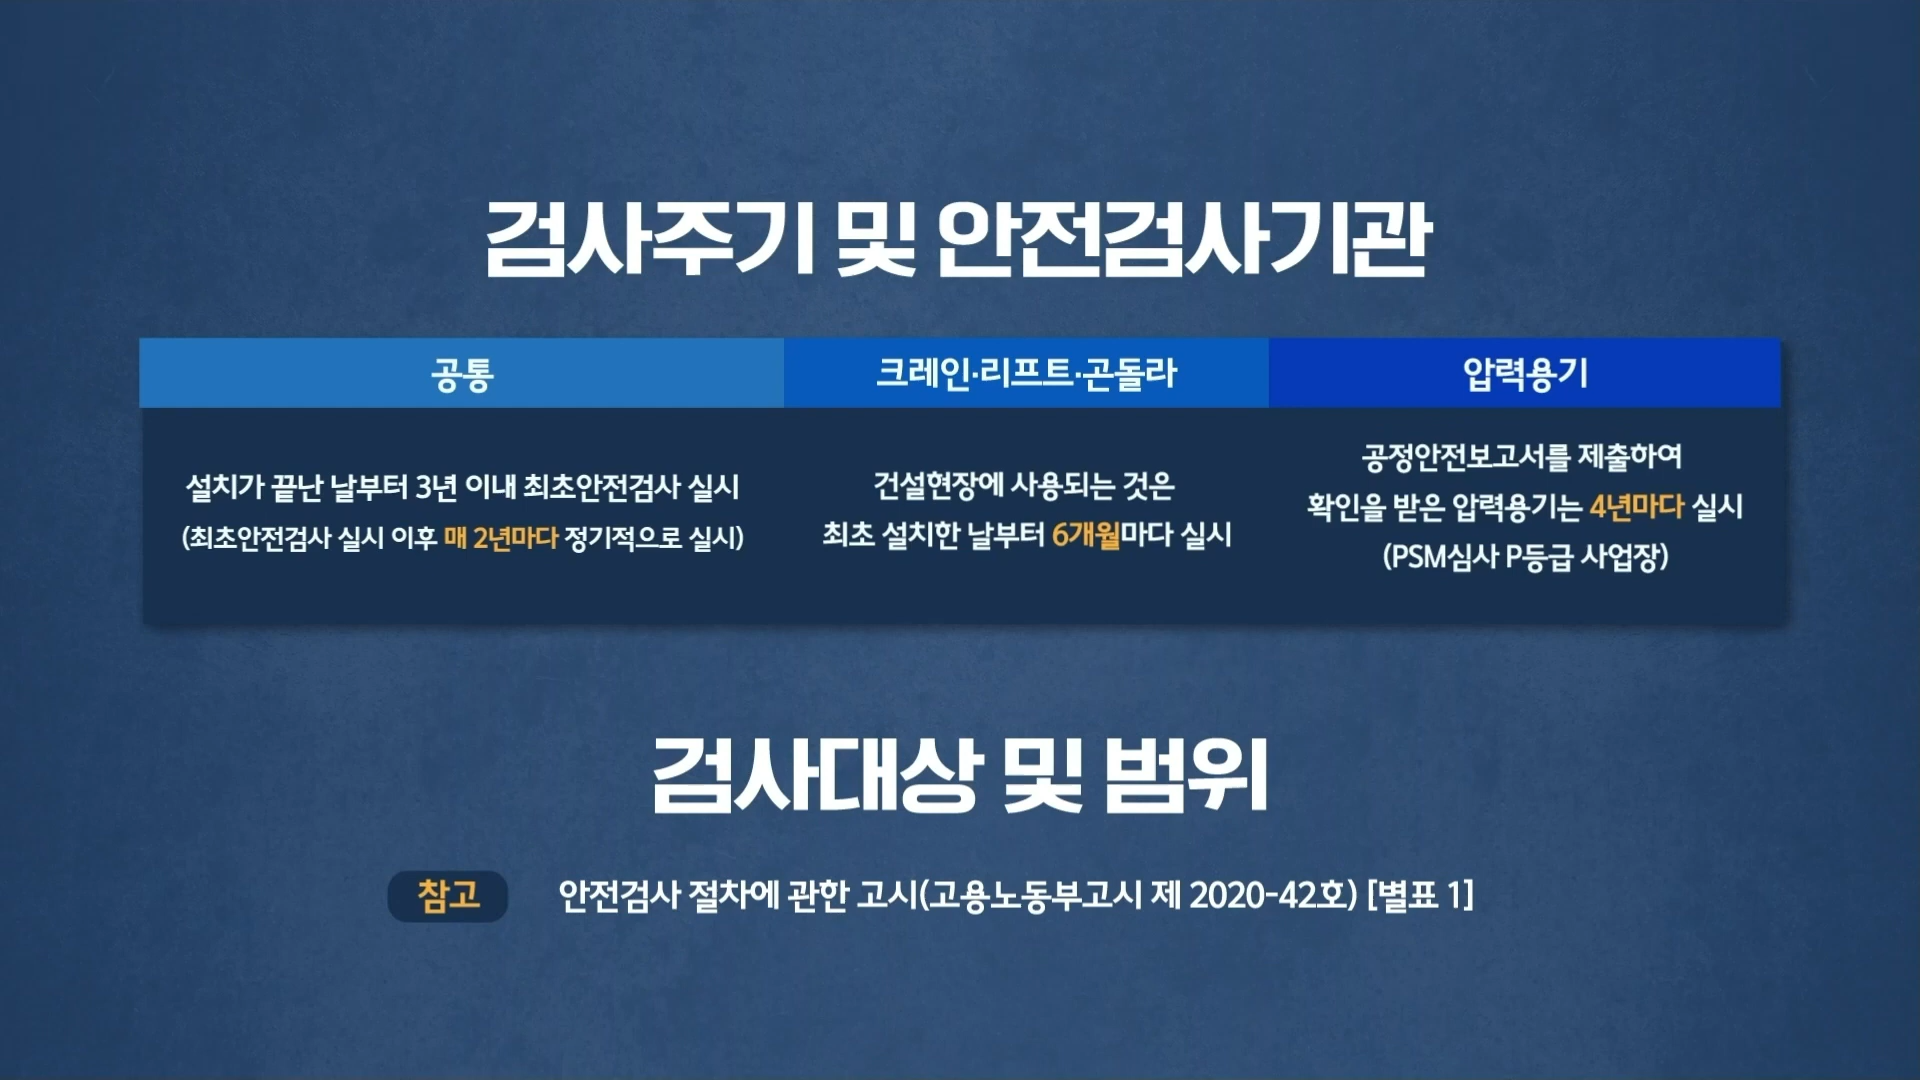 검사주기 및 안전검사기관
공통
크레인·리프트·곤돌라
압력용기
설치가 끝난 날부터 3년 이내 최초안전검사 실시
(최초안전검사 실시 이후 매 2년마다 정기적으로 실시)
건설현장에 사용되는 것은
최초 설치한 날부터 6개월마다 실시
공정안전보고서를 제출하여
확인을 받은 압력용기는 4년마다 실시
(PSM심사 P등급 사업장)
검사대상 및 범위
참고
안전검사 절차에 관한 고시(고용노동부고시 제 2020-42호) [별표 1]